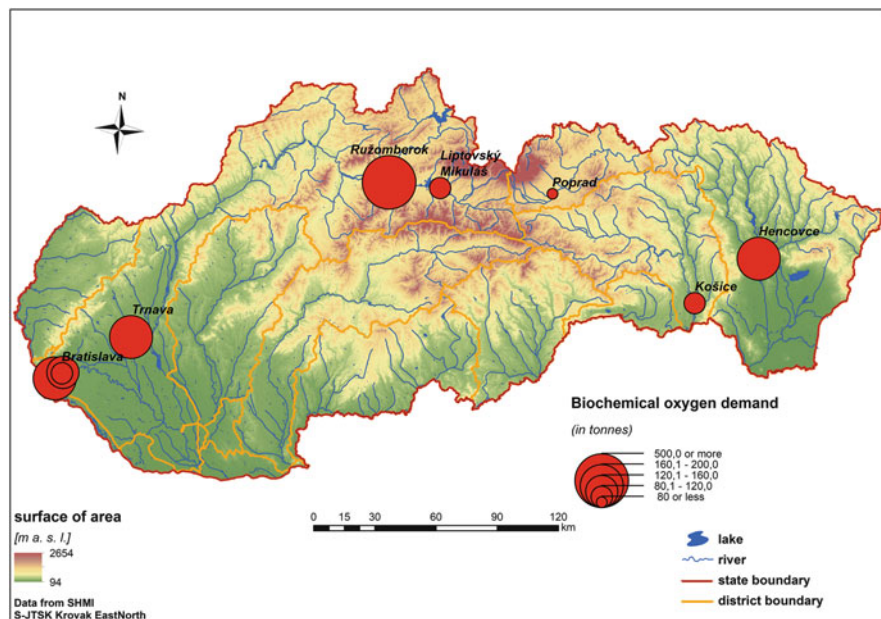 N
Ružomberok
Liptovský
Mikuláš
Poprad
Hencovce
Košice
Trnava
Bratislava
Biochemical oxygen demand
(in tonnes)
500,0 or more
160,1 - 200,0
120,1 - 160,0
80,1 - 120,0
80 or less
surface of area
[m a. s. l.]
2654
94
Data from SHMI
S-JTSK Krovak EastNorth
0 15 30 60 90 120
km
lake
river
state boundary
district boundary